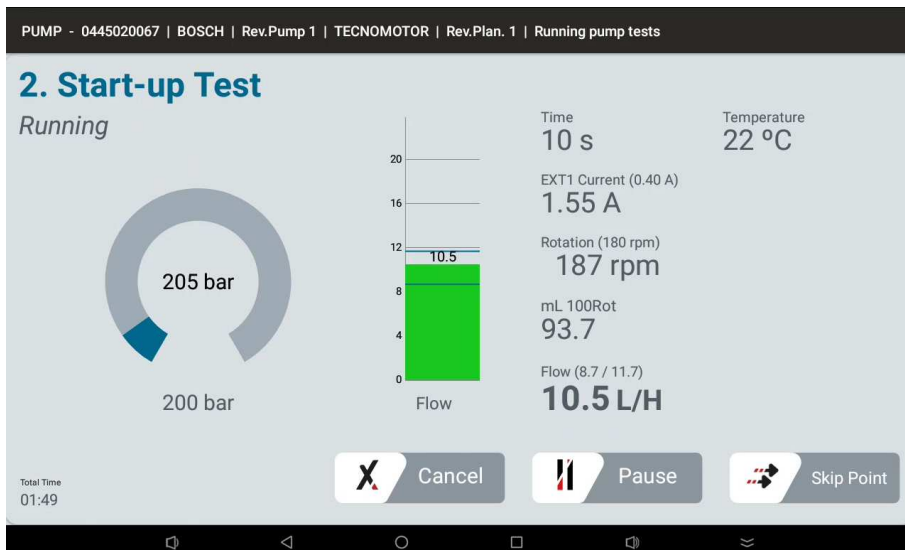 PUMP - 0445020067 | BOSCH | Rev.Pump 1 | TECNOMOTOR | Rev.Plan. 1 | Running pump tests
2. Start-up Test
Running
205 bar
200 bar
20
16
12
10.5
8
4
0
Flow
Time
10 s
Temperature
22 ºC
EXT1 Current (0.40 A)
1.55 A
Rotation (180 rpm)
187 rpm
mL 100Rot
93.7
Flow (8.7 / 11.7)
10.5 L/H
Total Time
01:49
Cancel
Pause
Skip Point